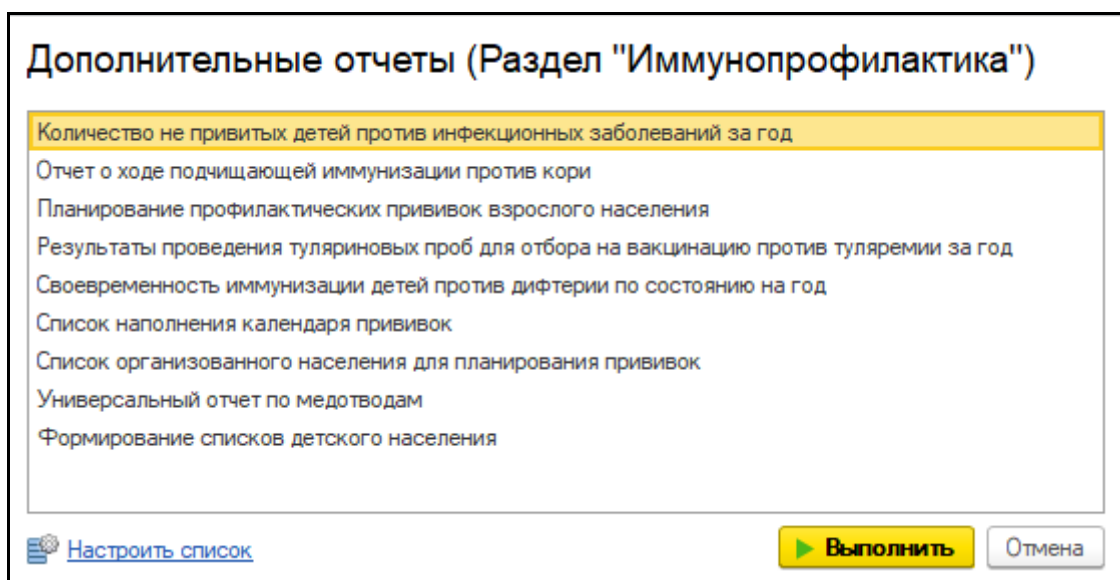 Дополнительные отчеты (Раздел "Иммунопрофилактика")
Количество не привитых детей против инфекционных заболеваний за год
Отчет о ходе подчищающей иммунизации против кори
Планирование профилактических прививок взрослого населения
Результаты проведения туляриновых проб для отбора на вакцинацию против туляремии за год
Своевременность иммунизации детей против дифтерии по состоянию на год
Список наполнения календаря прививок
Список организованного населения для планирования прививок
Универсальный отчет по медотводам
Формирование списков детского населения
Настроить список
Выполнить
Отмена